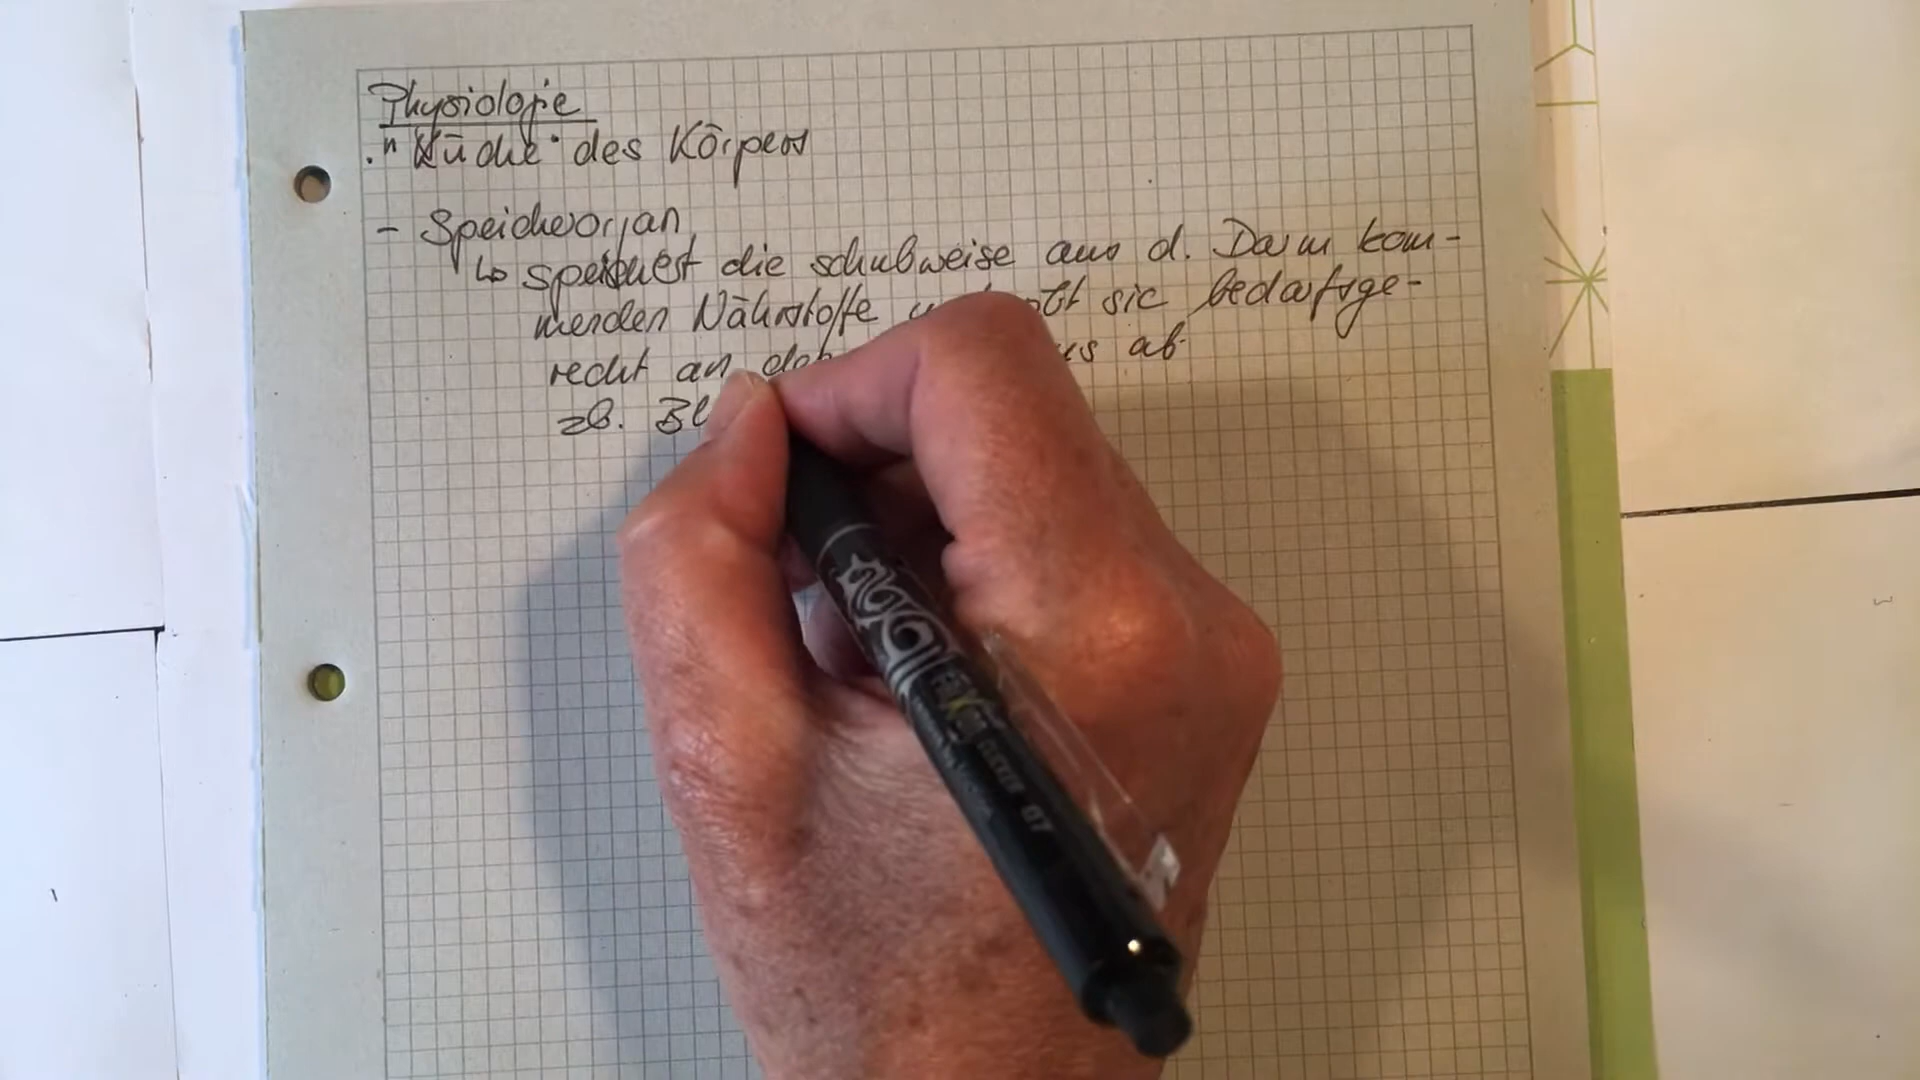 Physiologie
"Küche" des Körpers
- Speicherorgan
↳ speichert die schubweise aus d. Darm kom-
menden Nährstoffe sie bedarfsge-
recht an ab
zB. Bl